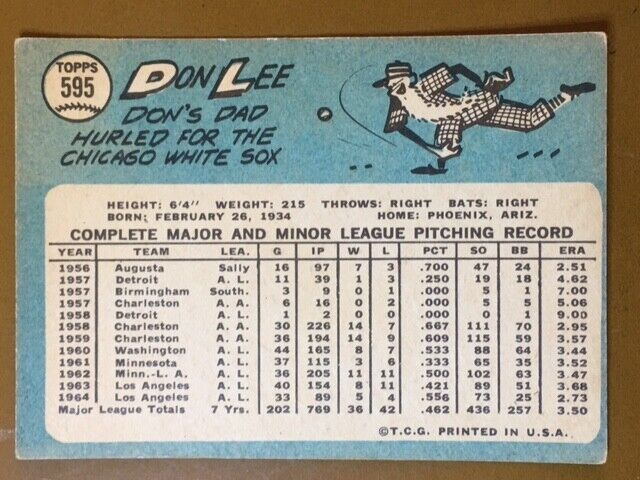 TOPPS
595
DON LEE
DON'S DAD
HURLED FOR THE
CHICAGO WHITE SOX
HEIGHT: 6'4" WEIGHT: 215 THROWS: RIGHT BATS: RIGHT
BORN: FEBRUARY 26, 1934 HOME: PHOENIX, ARIZ.
COMPLETE MAJOR AND MINOR LEAGUE PITCHING RECORD
YEAR TEAM LEA. G IP W L PCT SO BB ERA
1956 Augusta Sally 16 97 7 3 .700 47 24 2.51
1957 Detroit A. L. 11 39 1 3 .250 19 18 4.62
1957 Birmingham South. 3 9 0 1 .000 5 1 7.00
1957 Charleston A. A. 6 16 0 2 .000 5 5 5.06
1958 Detroit A. L. 1 2 0 0 .000 0 1 9.00
1958 Charleston A. A. 30 226 14 7 .667 111 70 2.95
1959 Charleston A. A. 36 194 14 9 .609 115 59 3.57
1960 Washington A. L. 44 165 8 7 .533 88 64 3.44
1961 Minnesota A. L. 37 115 3 6 .333 65 35 3.52
1962 Minn.-L. A. A. L. 36 205 11 11 .500 102 63 3.47
1963 Los Angeles A. L. 40 154 8 11 .421 89 51 3.68
1964 Los Angeles A. L. 33 89 5 4 .556 73 25 2.73
Major League Totals 7 Yrs. 202 769 36 42 .462 436 257 3.50
©T.C.G. PRINTED IN U.S.A.